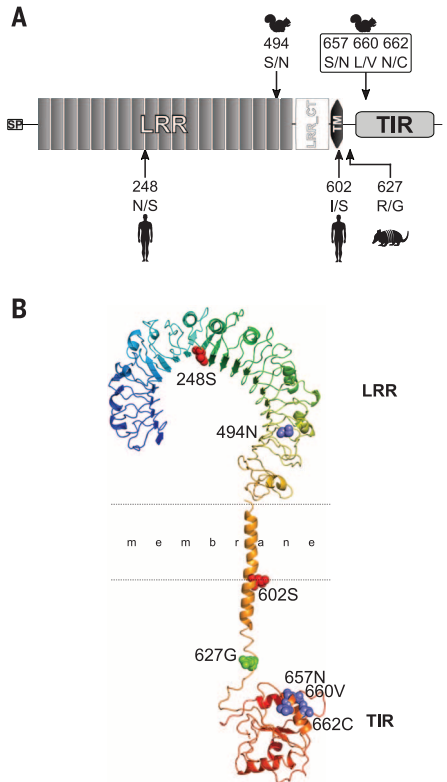 A
494
S/N
657 660 662
S/N L/V N/C
SP
LRR
LRR_CT
TM
TIR
248
N/S
602
I/S
627
R/G
B
248S
LRR
494N
m e m b r a n e
602S
627G
657N
660V
662C
TIR